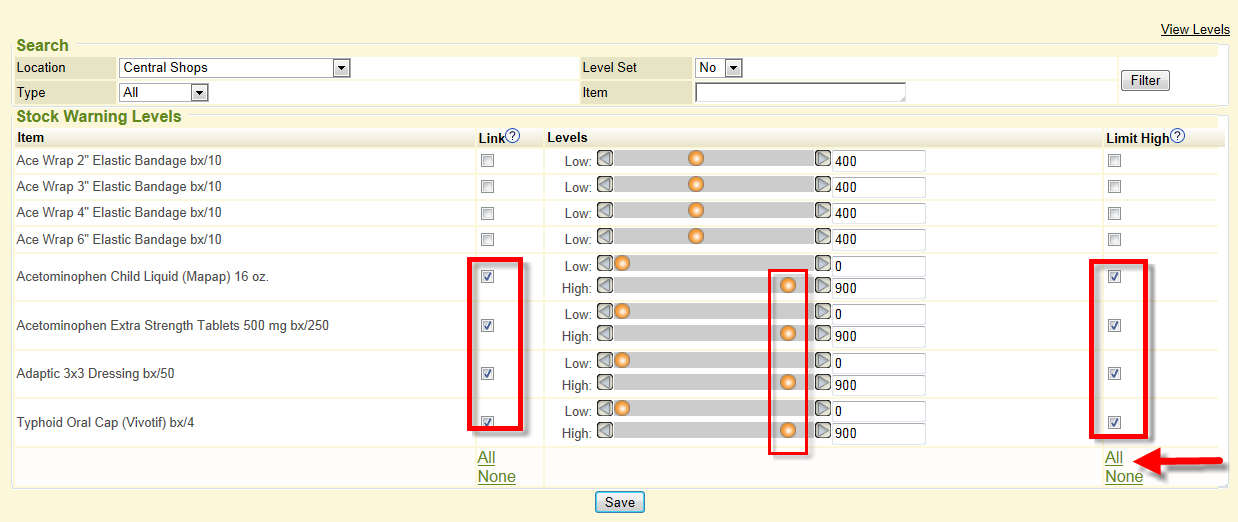 View Levels
Search
Location Central Shops Level Set No
Type All Item Filter
Stock Warning Levels
Item Link? Levels Limit High?
Ace Wrap 2" Elastic Bandage bx/10 Low: 400
Ace Wrap 3" Elastic Bandage bx/10 Low: 400
Ace Wrap 4" Elastic Bandage bx/10 Low: 400
Ace Wrap 6" Elastic Bandage bx/10 Low: 400
Acetominophen Child Liquid (Mapap) 16 oz. Low: 0
High: 900
Acetominophen Extra Strength Tablets 500 mg bx/250 Low: 0
High: 900
Adaptic 3x3 Dressing bx/50 Low: 0
High: 900
Typhoid Oral Cap (Vivotif) bx/4 Low: 0
High: 900
All All
None None
Save